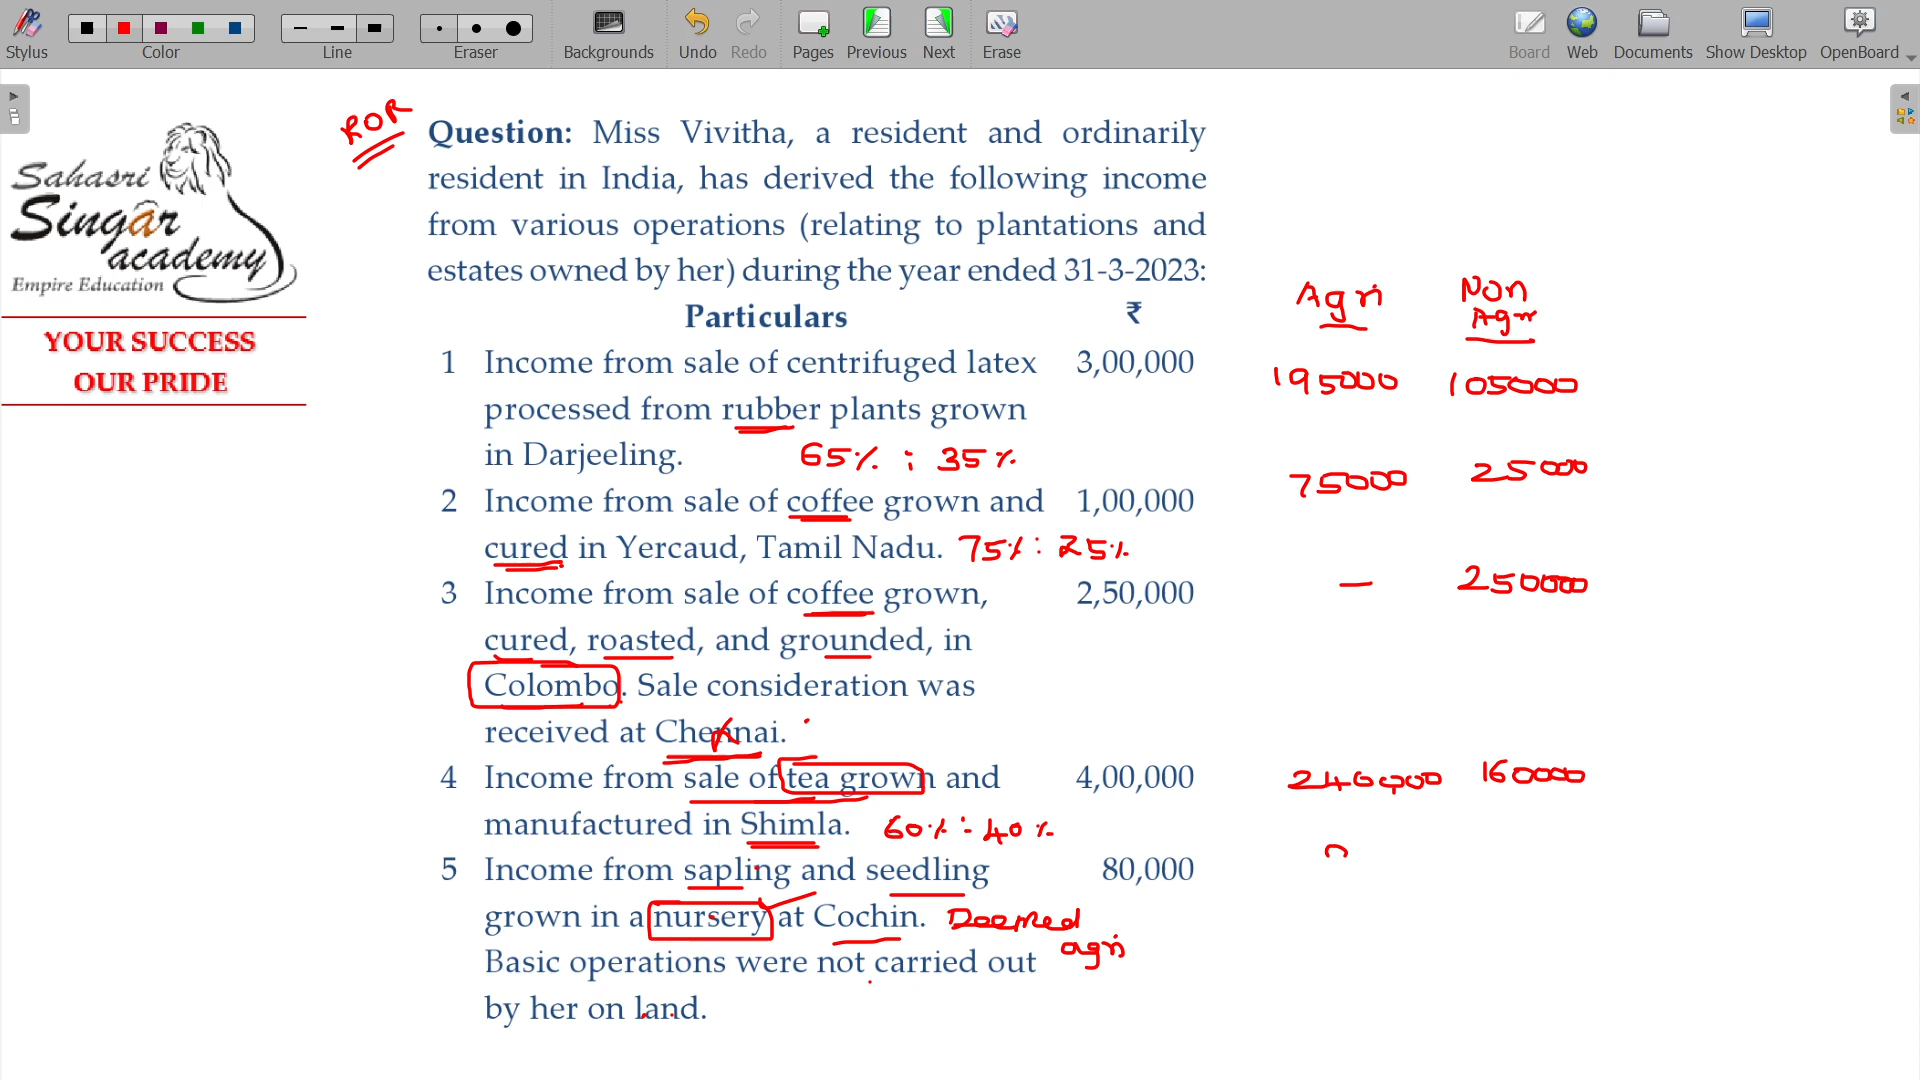 Stylus Color Line Eraser Backgrounds Undo Redo Pages Previous Next Erase Board Web Documents Show Desktop OpenBoard
Sahasri
Singar
academy
Empire Education
YOUR SUCCESS
OUR PRIDE
ROR
Question: Miss Vivitha, a resident and ordinarily
resident in India, has derived the following income
from various operations (relating to plantations and
estates owned by her) during the year ended 31-3-2023:
Particulars ₹
Agri Non Agri
1 Income from sale of centrifuged latex 3,00,000
195000 105000
processed from rubber plants grown
in Darjeeling. 65% : 35%
2 Income from sale of coffee grown and 1,00,000
75000 25000
cured in Yercaud, Tamil Nadu. 75% : 25%
3 Income from sale of coffee grown, 2,50,000
— 250000
cured, roasted, and grounded, in
Colombo. Sale consideration was
received at Chennai.
4 Income from sale of tea grown and 4,00,000
240000 160000
manufactured in Shimla. 60% : 40%
5 Income from sapling and seedling 80,000
grown in a nursery at Cochin. Deemed
agri
Basic operations were not carried out
by her on land.